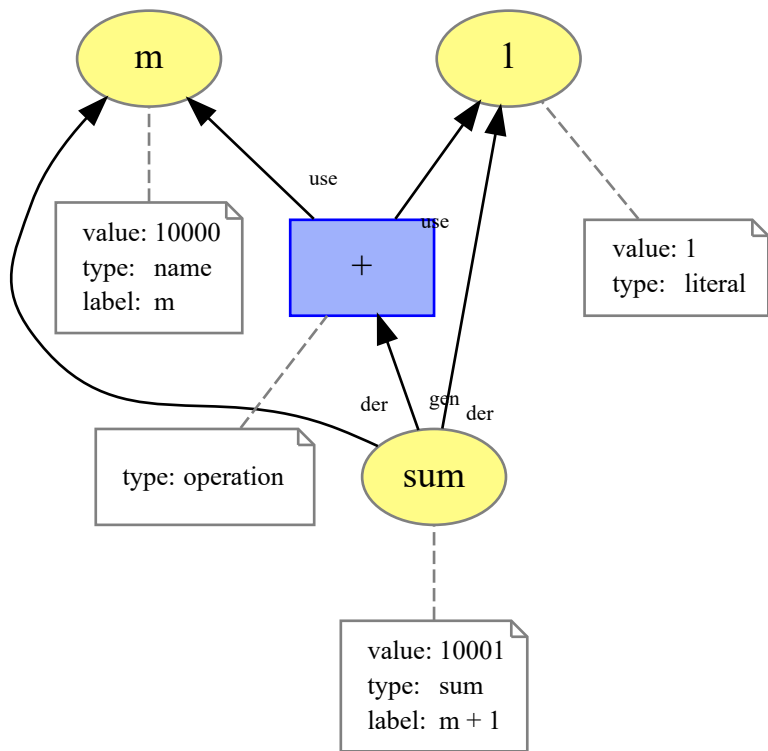 m
1
use
value: 10000
type: name
label: m
use
+
value: 1
type: literal
der
gen
der
type: operation
sum
value: 10001
type: sum
label: m + 1